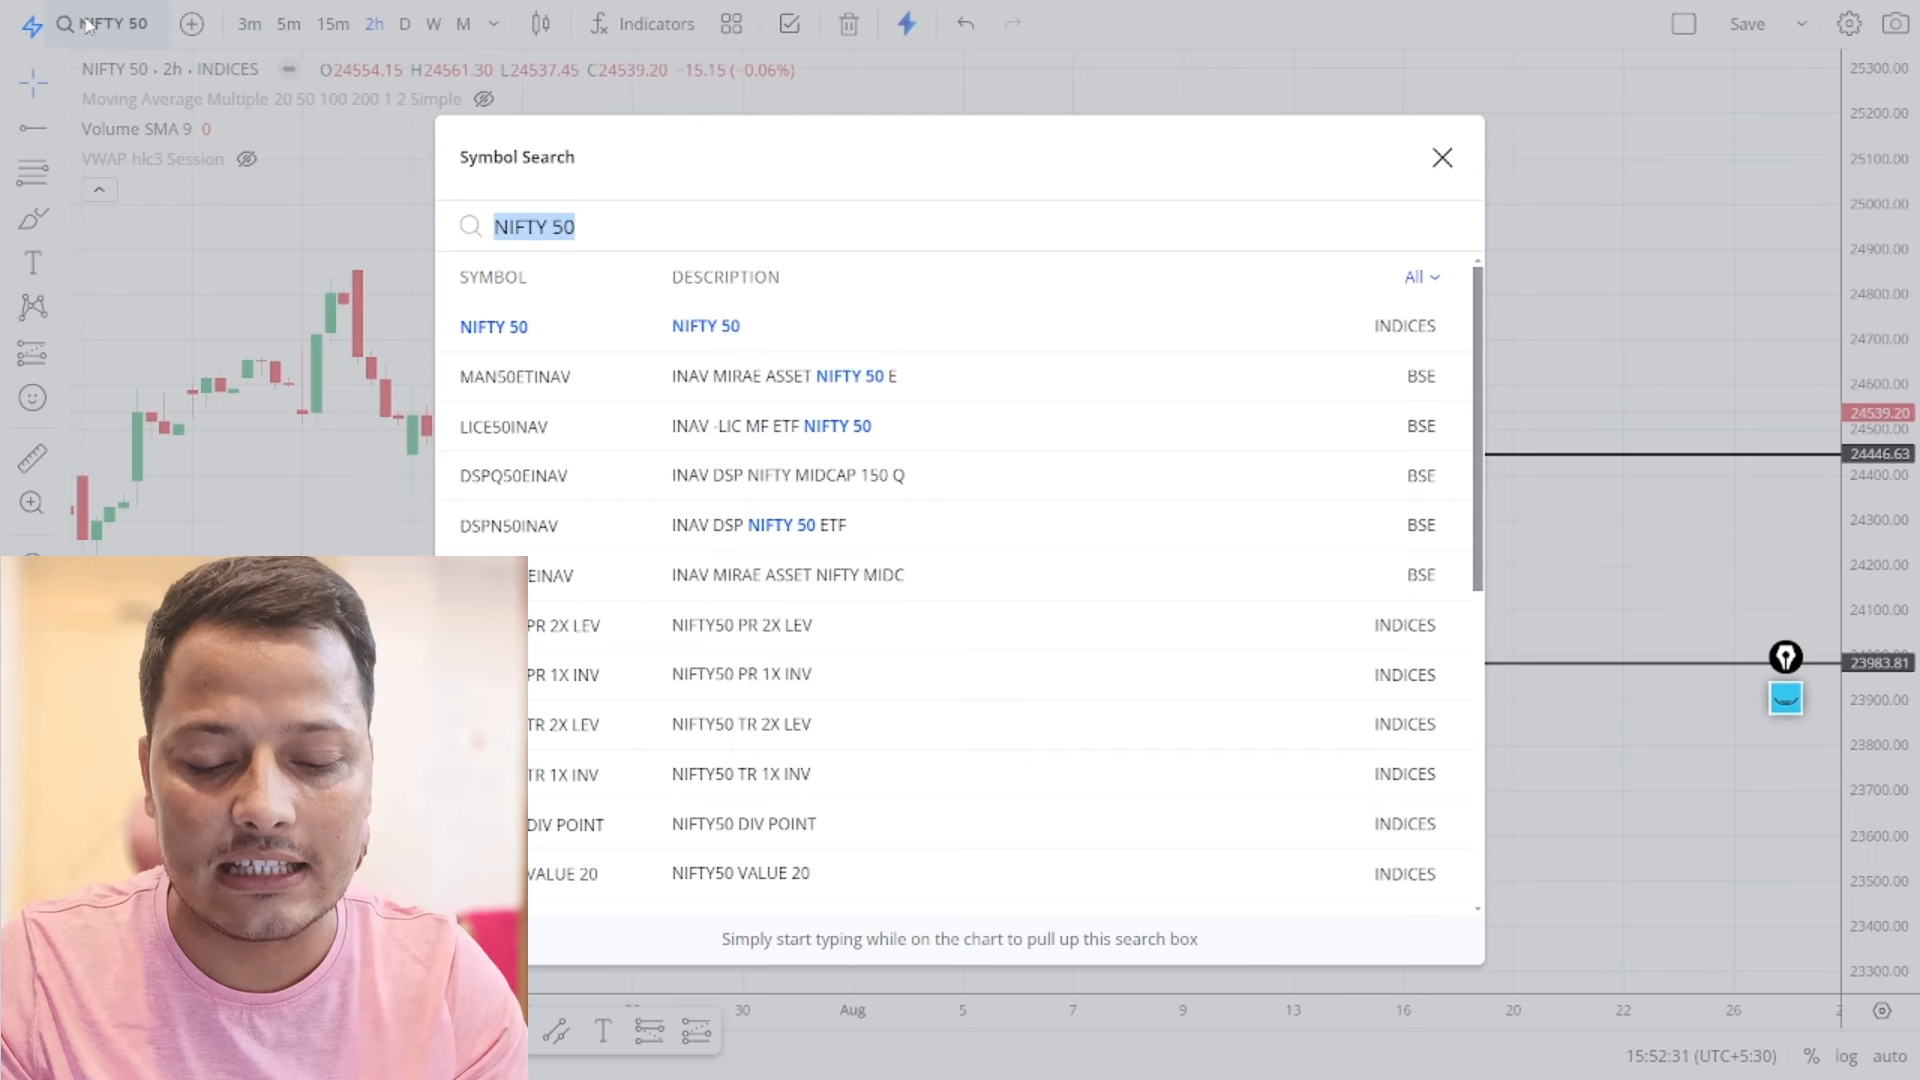 NIFTY 50
3m 5m 15m 2h D W M
Indicators
Save
NIFTY 50 · 2h · INDICES O24554.15 H24561.30 L24537.45 C24539.20 −15.15 (−0.06%)
Moving Average Multiple 20 50 100 200 1 2 Simple
Volume SMA 9 0
VWAP hlc3 Session
Symbol Search
NIFTY 50
SYMBOL DESCRIPTION All
NIFTY 50 NIFTY 50 INDICES
MAN50ETINAV INAV MIRAE ASSET NIFTY 50 E BSE
LICE50INAV INAV -LIC MF ETF NIFTY 50 BSE
DSPQ50EINAV INAV DSP NIFTY MIDCAP 150 Q BSE
DSPN50INAV INAV DSP NIFTY 50 ETF BSE
EINAV INAV MIRAE ASSET NIFTY MIDC BSE
PR 2X LEV NIFTY50 PR 2X LEV INDICES
PR 1X INV NIFTY50 PR 1X INV INDICES
TR 2X LEV NIFTY50 TR 2X LEV INDICES
TR 1X INV NIFTY50 TR 1X INV INDICES
DIV POINT NIFTY50 DIV POINT INDICES
VALUE 20 NIFTY50 VALUE 20 INDICES
Simply start typing while on the chart to pull up this search box
25300.00
25200.00
25100.00
25000.00
24900.00
24800.00
24700.00
24600.00
24539.20
24500.00
24446.63
24400.00
24300.00
24200.00
24100.00
23983.81
23900.00
23800.00
23700.00
23600.00
23500.00
23400.00
23300.00
30 Aug 5 7 9 13 16 20 22 26 2
T
15:52:31 (UTC+5:30) % log auto